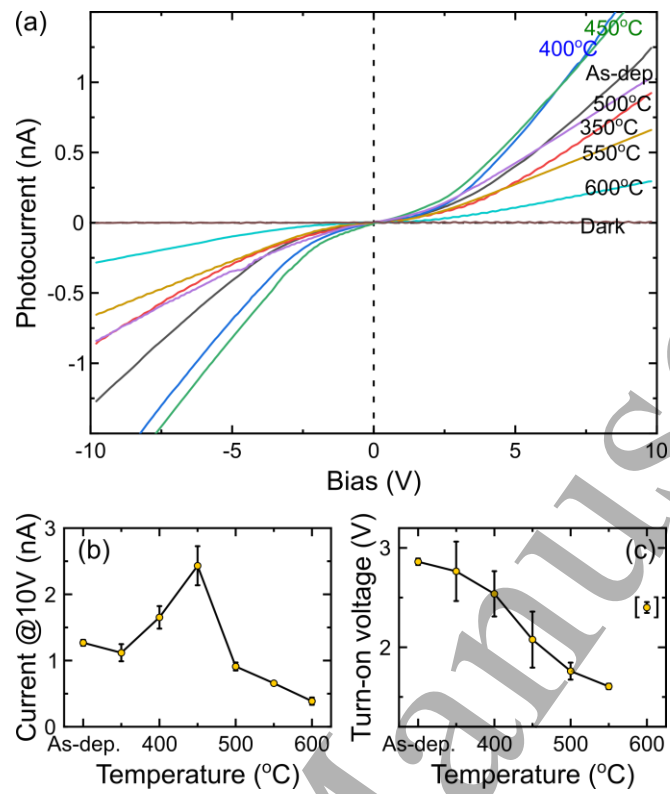 (a)
450°C
400°C
As-dep.
500°C
350°C
550°C
600°C
Dark
Photocurrent (nA)
1
0.5
0
-0.5
-1
-10
-5
0
5
10
Bias (V)
(b)
Current @10V (nA)
3
2
1
0
As-dep.
400
500
600
Temperature (°C)
(c)
Turn-on voltage (V)
3
2
[ ]
As-dep.
400
500
600
Temperature (°C)
Manus